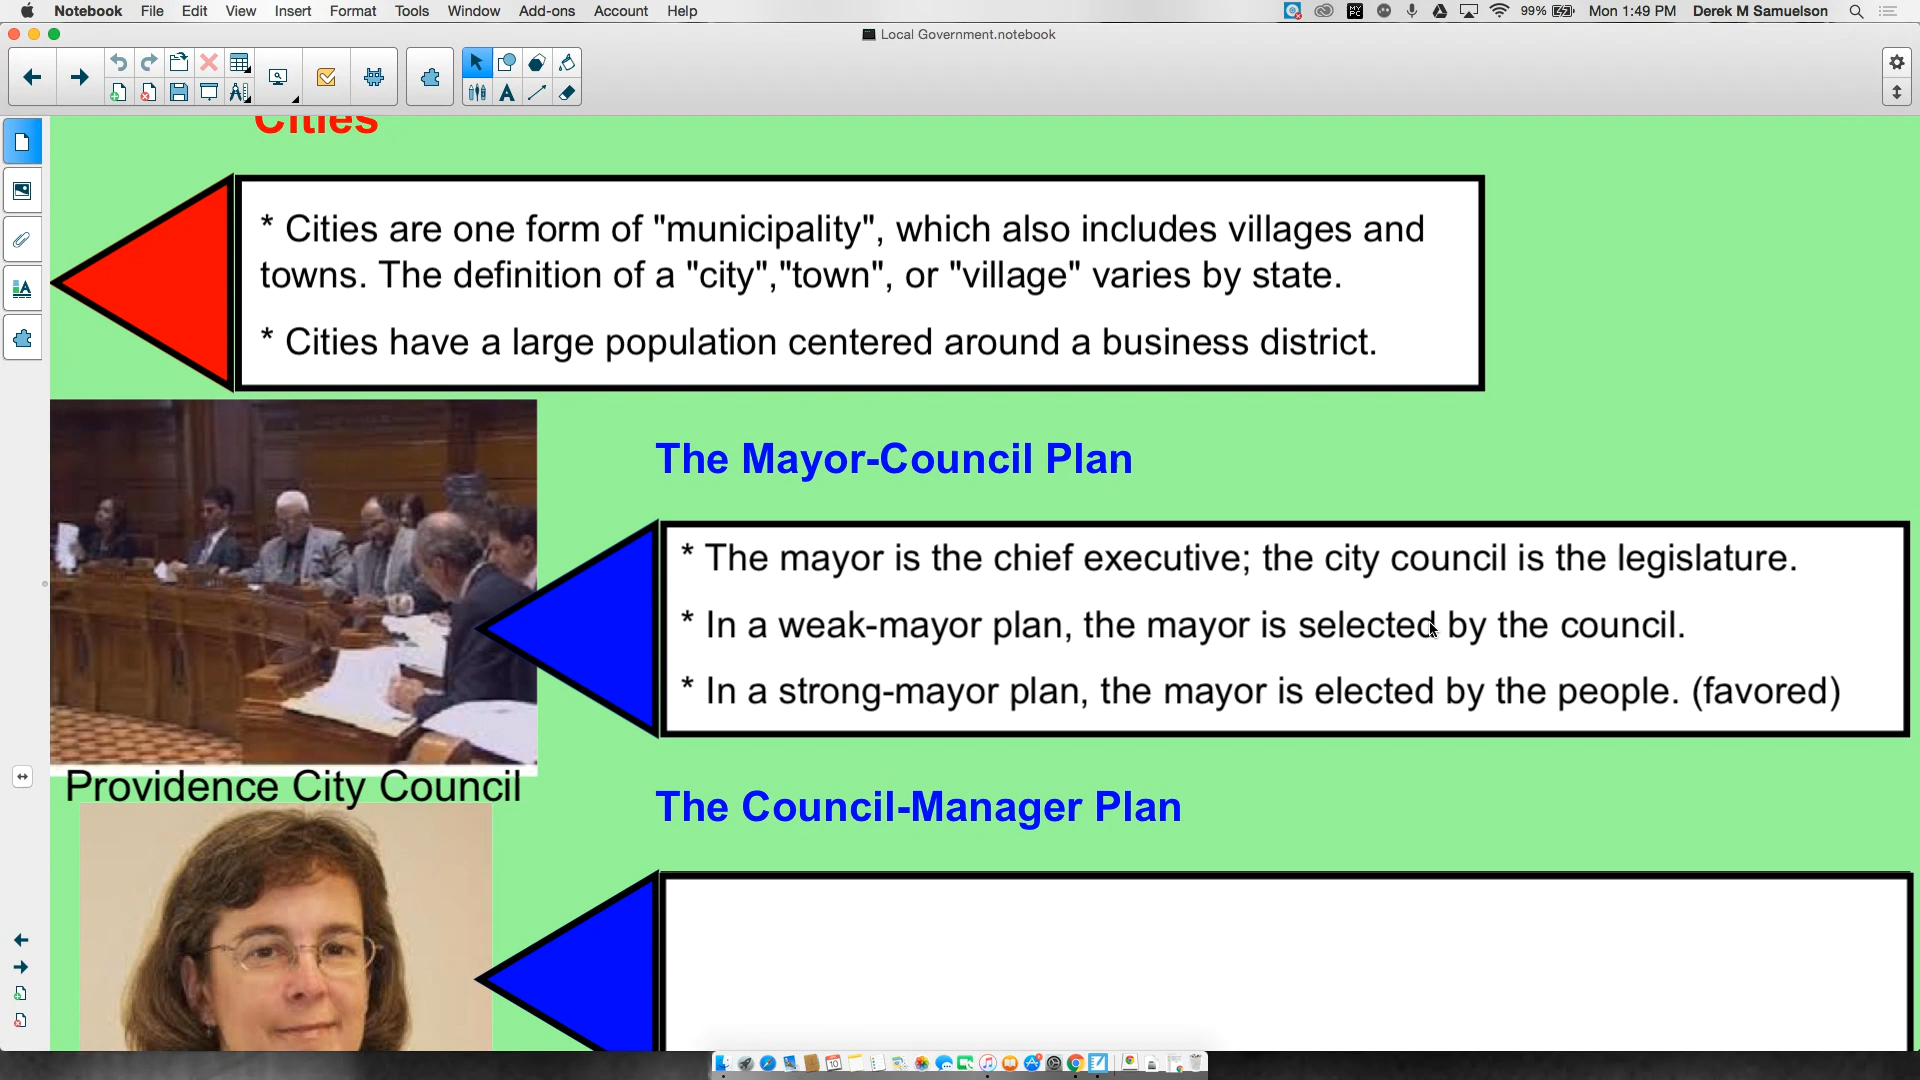 Notebook File Edit View Insert Format Tools Window Add-ons Account Help 99% Mon 1:49 PM Derek M Samuelson
Local Government.notebook
Cities
* Cities are one form of "municipality", which also includes villages and
towns. The definition of a "city","town", or "village" varies by state.
* Cities have a large population centered around a business district.
The Mayor-Council Plan
* The mayor is the chief executive; the city council is the legislature.
* In a weak-mayor plan, the mayor is selected by the council.
* In a strong-mayor plan, the mayor is elected by the people. (favored)
Providence City Council
The Council-Manager Plan